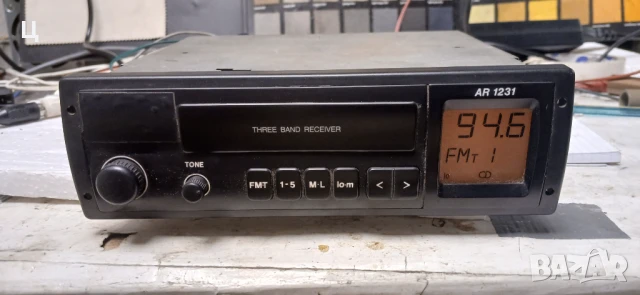 Ц
AR 1231
94.6
THREE BAND RECEIVER
FMT 1
TONE
FMT
1-5
M·L
lo·m
<
>
BAZAR